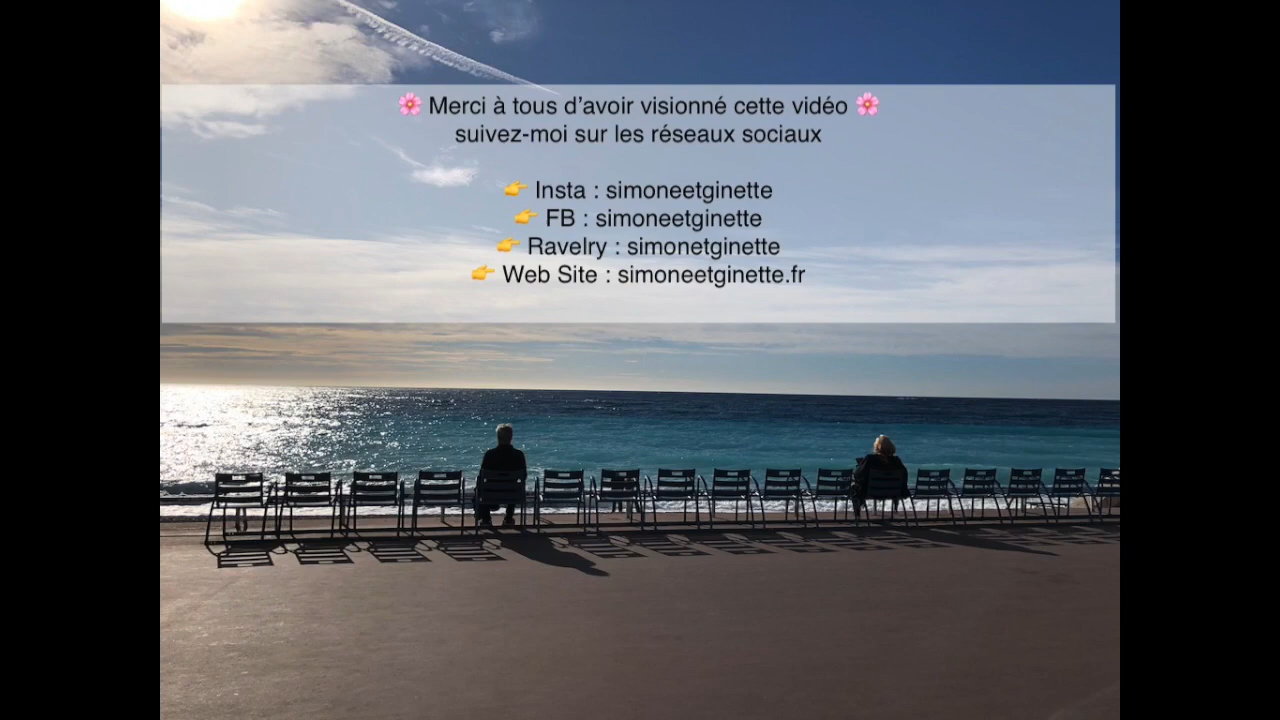 🌸 Merci à tous d’avoir visionné cette vidéo 🌸
suivez-moi sur les réseaux sociaux
👉 Insta : simoneetginette
👉 FB : simoneetginette
👉 Ravelry : simonetginette
👉 Web Site : simoneetginette.fr